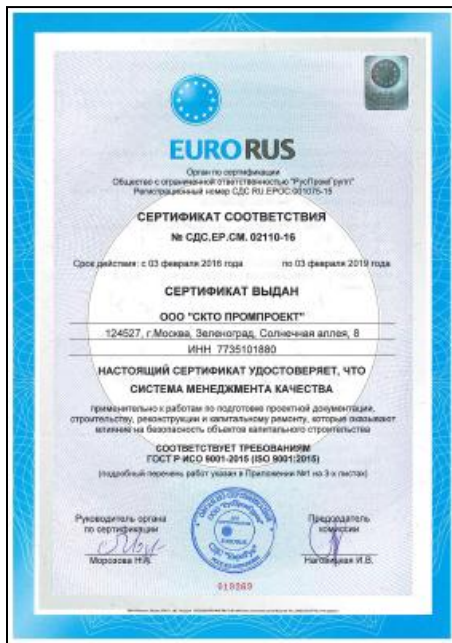 EURO RUS
Орган по сертификации
Общество с ограниченной ответственностью "РусПромГрупп"
Регистрационный номер СДС RU.ЕРОС.001075-15
СЕРТИФИКАТ СООТВЕТСТВИЯ
№ СДС.ЕР.СМ. 02110-16
Срок действия: с 03 февраля 2016 года по 03 февраля 2019 года
СЕРТИФИКАТ ВЫДАН
ООО "СКТО ПРОМПРОЕКТ"
124527, г.Москва, Зеленоград, Солнечная аллея, 8
ИНН 7735101880
НАСТОЯЩИЙ СЕРТИФИКАТ УДОСТОВЕРЯЕТ, ЧТО
СИСТЕМА МЕНЕДЖМЕНТА КАЧЕСТВА
применительно к работам по подготовке проектной документации,
строительству, реконструкции и капитальному ремонту, которые оказывают
влияние на безопасность объектов капитального строительства
СООТВЕТСТВУЕТ ТРЕБОВАНИЯМ
ГОСТ Р ИСО 9001-2015 (ISO 9001:2015)
(подробный перечень работ указан в Приложении №1 на 3-х листах)
Руководитель органа
по сертификации
Морозова Н.А.
Председатель
комиссии
Наговицкая И.В.